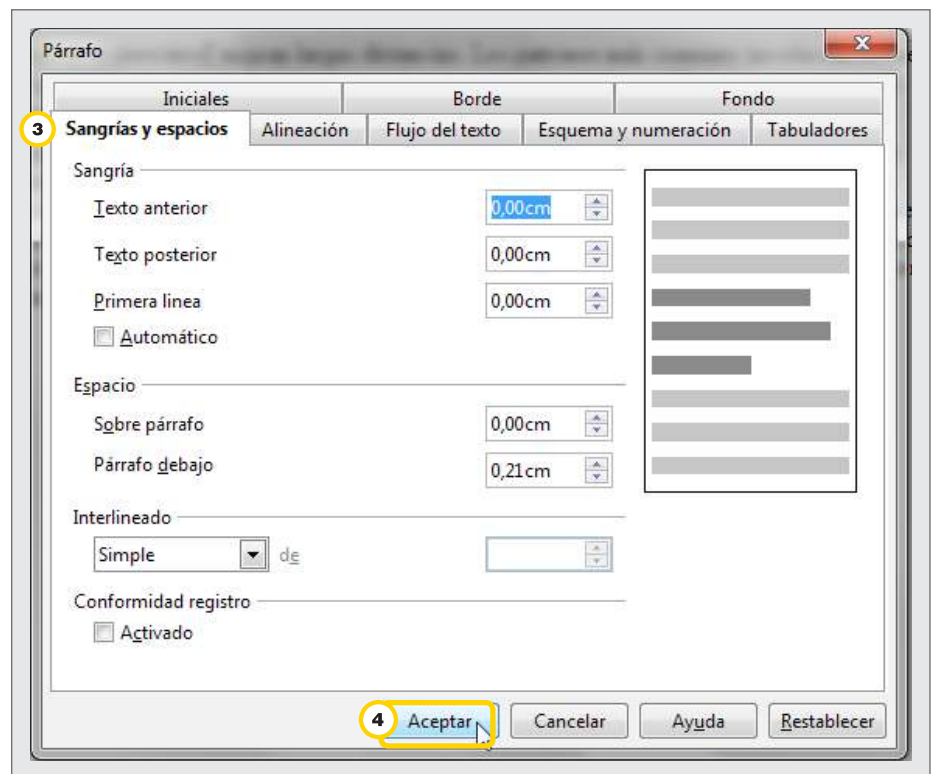 Párrafo
Iniciales Borde Fondo
3 Sangrías y espacios Alineación Flujo del texto Esquema y numeración Tabuladores
Sangría
Texto anterior 0,00cm
Texto posterior 0,00cm
Primera linea 0,00cm
Automático
Espacio
Sobre párrafo 0,00cm
Párrafo debajo 0,21cm
Interlineado
Simple de
Conformidad registro
Activado
4 Aceptar Cancelar Ayuda Restablecer